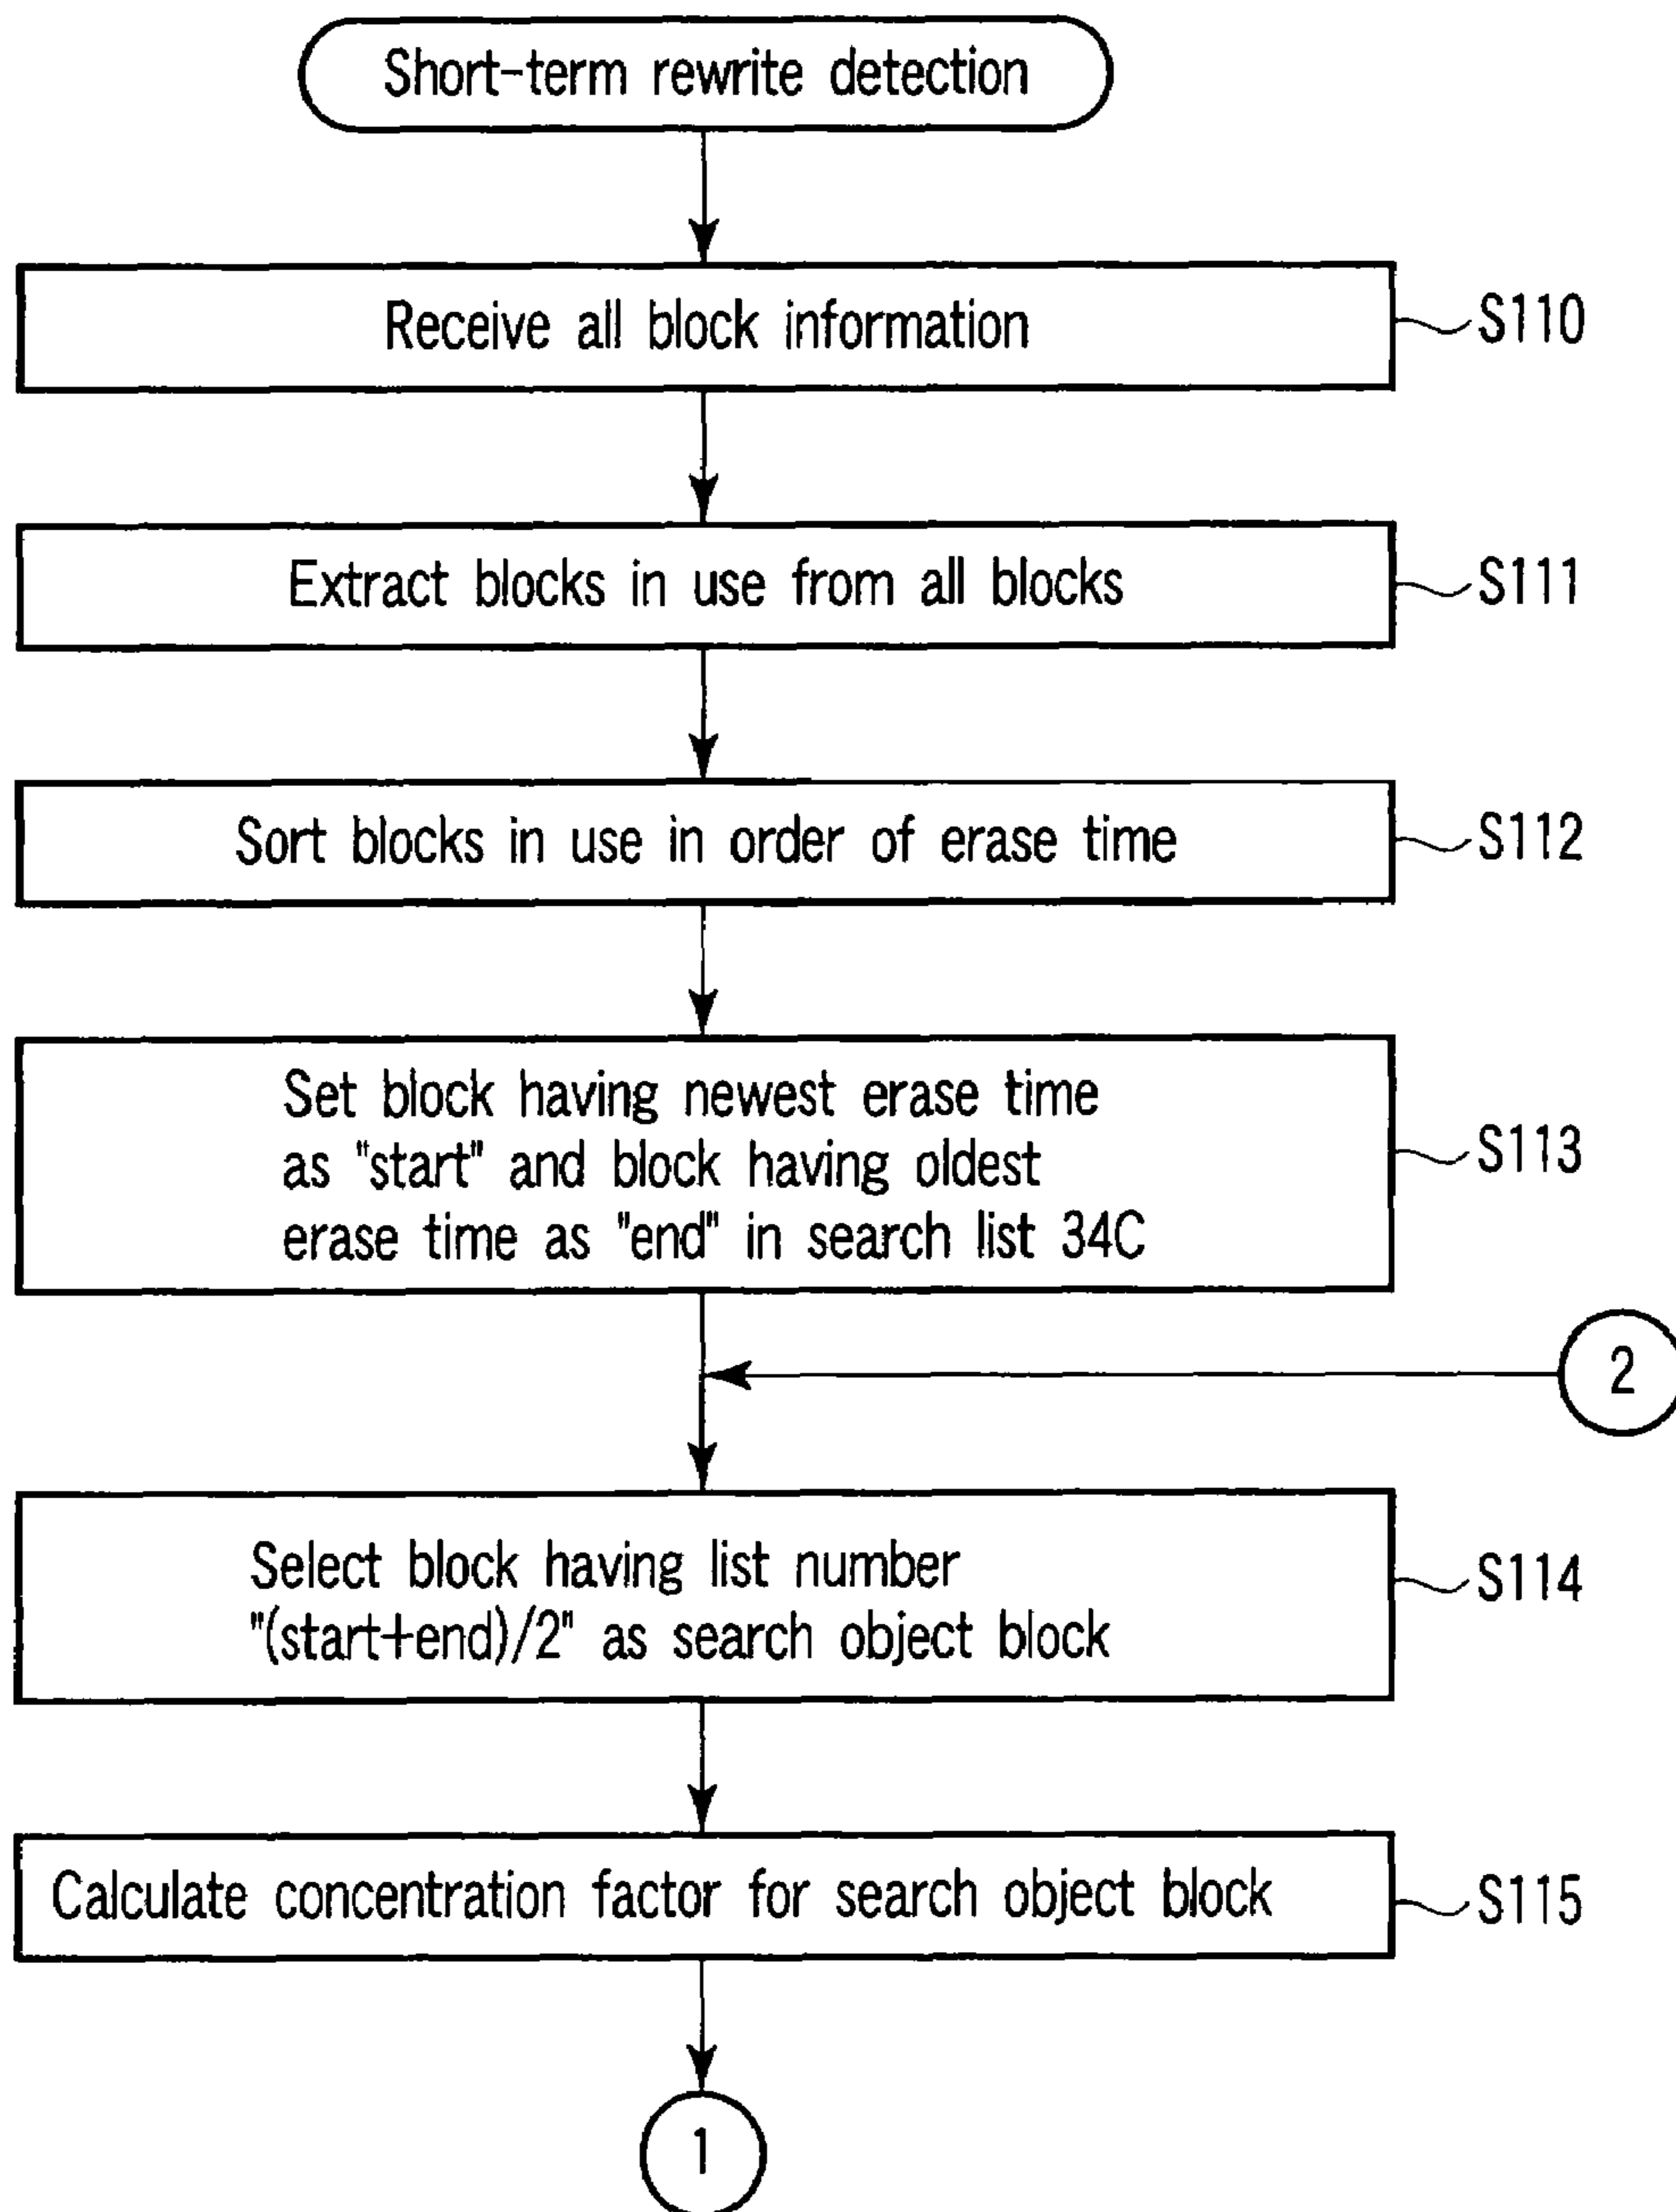 Short-term rewrite detection
Receive all block information
S110
Extract blocks in use from all blocks
S111
Sort blocks in use in order of erase time
S112
Set block having newest erase time
as "start" and block having oldest
erase time as "end" in search list 34C
S113
2
Select block having list number
"(start+end)/2" as search object block
S114
Calculate concentration factor for search object block
S115
1